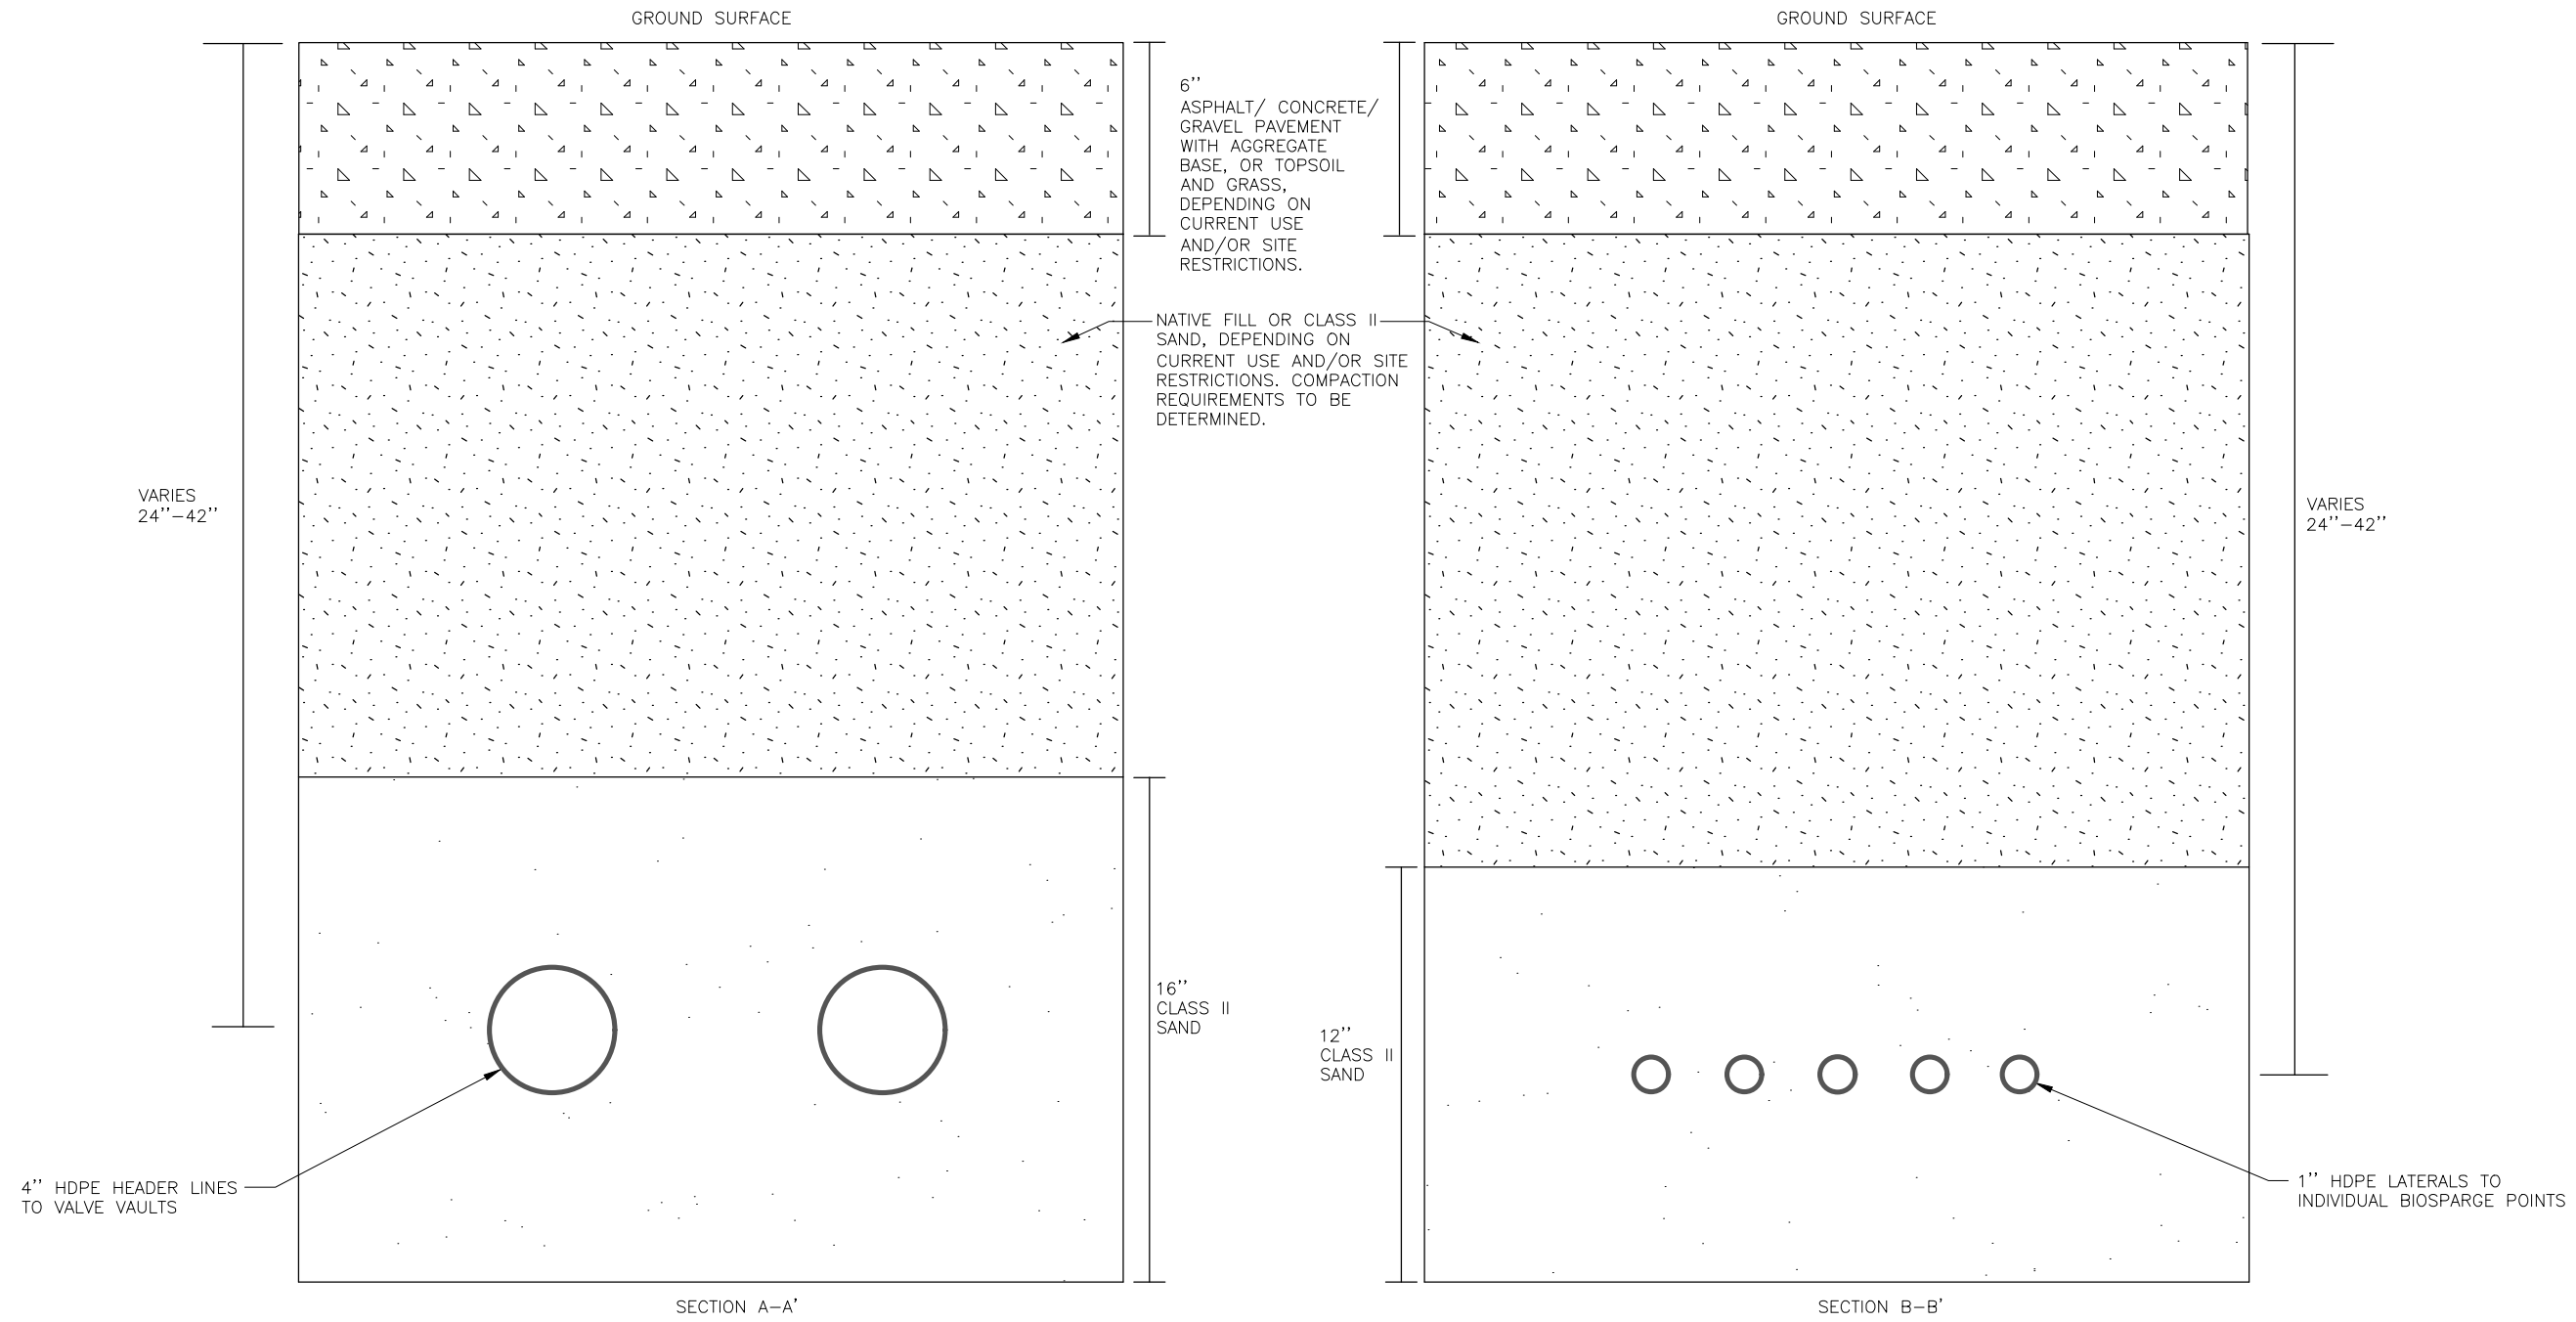 GROUND SURFACE
GROUND SURFACE
6''
ASPHALT/ CONCRETE/
GRAVEL PAVEMENT
WITH AGGREGATE
BASE, OR TOPSOIL
AND GRASS,
DEPENDING ON
CURRENT USE
AND/OR SITE
RESTRICTIONS.
NATIVE FILL OR CLASS II
SAND, DEPENDING ON
CURRENT USE AND/OR SITE
RESTRICTIONS. COMPACTION
REQUIREMENTS TO BE
DETERMINED.
VARIES
24''-42''
VARIES
24''-42''
16''
CLASS II
SAND
12''
CLASS II
SAND
4'' HDPE HEADER LINES
TO VALVE VAULTS
1'' HDPE LATERALS TO
INDIVIDUAL BIOSPARGE POINTS
SECTION A-A'
SECTION B-B'